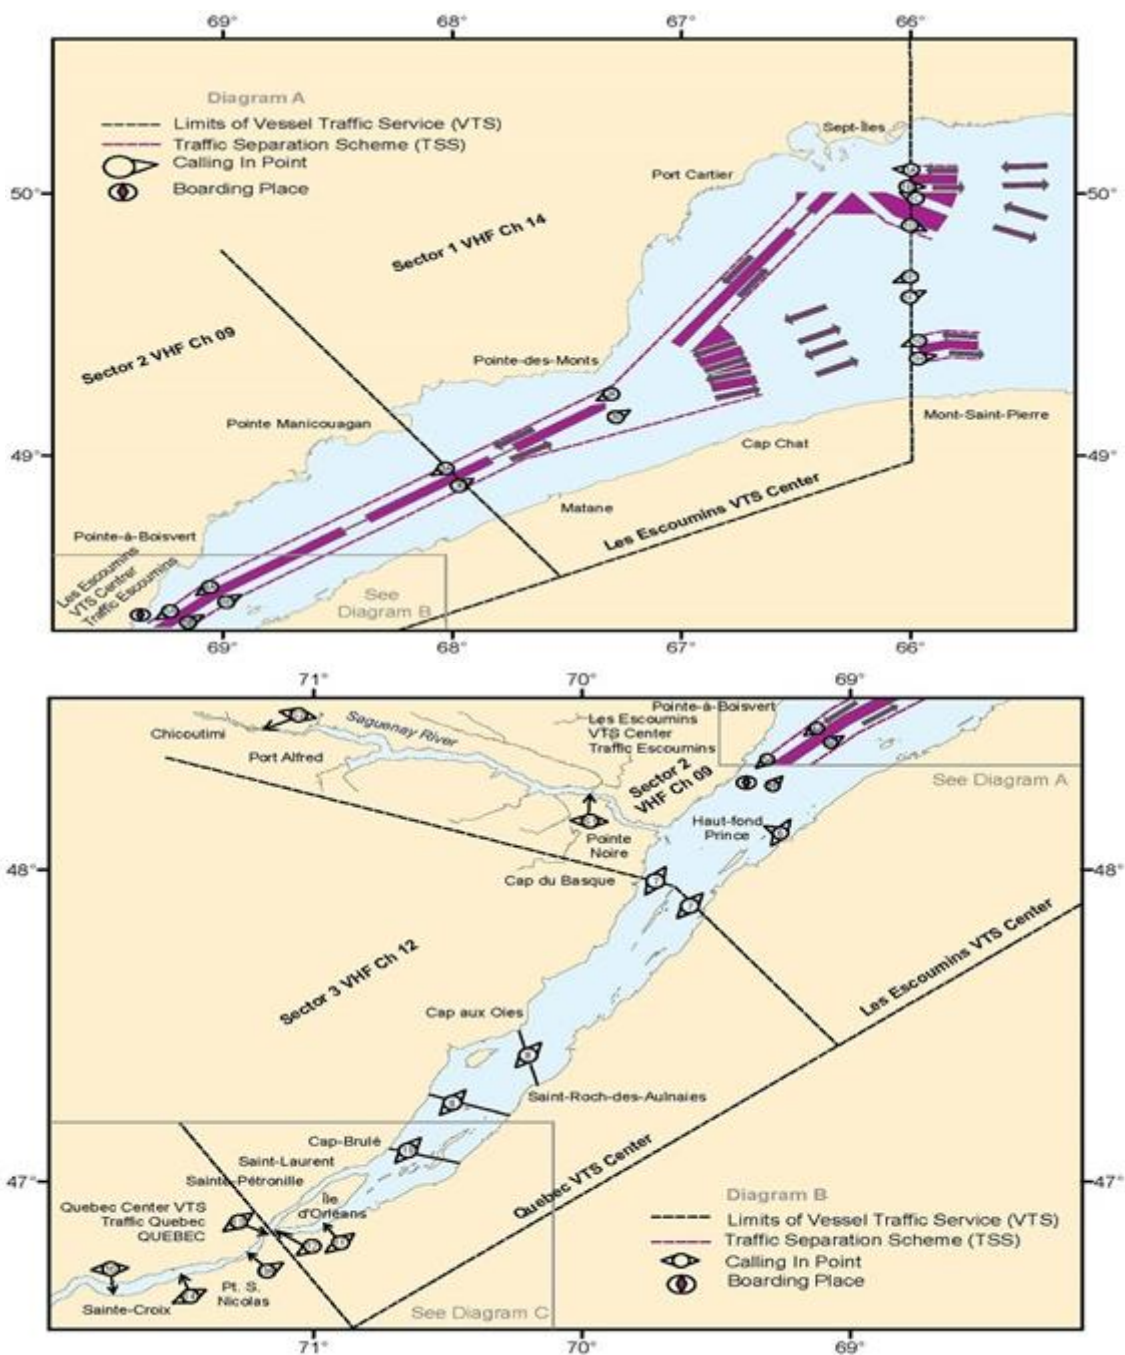 69° 68° 67° 66°
Diagram A
Limits of Vessel Traffic Service (VTS)
Traffic Separation Scheme (TSS)
Calling In Point
Boarding Place
Sept-Îles
Port Cartier
50° 50°
Sector 1 VHF Ch 14
Sector 2 VHF Ch 09
Pointe-des-Monts
Pointe Manicouagan
Mont-Saint-Pierre
Cap Chat
49° 49°
Matane
Les Escoumins VTS Center
Pointe-à-Boisvert
Les Escoumins
VTS Centrer
Traffic Escoumins
See
Diagram B
69° 68° 67° 66°
71° 70° 69°
Pointe-à-Boisvert
Les Escoumins
VTS Center
Traffic Escoumins
Saguenay River
Chicoutimi
Port Alfred
Sector 2
VHF Ch 09
See Diagram A
Haut-fond
Prince
Pointe
Noire
48° 48°
Cap du Basque
Les Escoumins VTS Center
Sector 3 VHF Ch 12
Cap aux Oies
Saint-Roch-des-Aulnaies
Cap-Brulé
Saint-Laurent
Sainte-Pétronille
47° 47°
Quebec VTS Center
Île
d'Orléans
Quebec Center VTS
Traffic Quebec
QUEBEC
Pt. S.
Nicolas
Sainte-Croix
See Diagram C
Diagram B
Limits of Vessel Traffic Service (VTS)
Traffic Separation Scheme (TSS)
Calling In Point
Boarding Place
71° 70° 69°